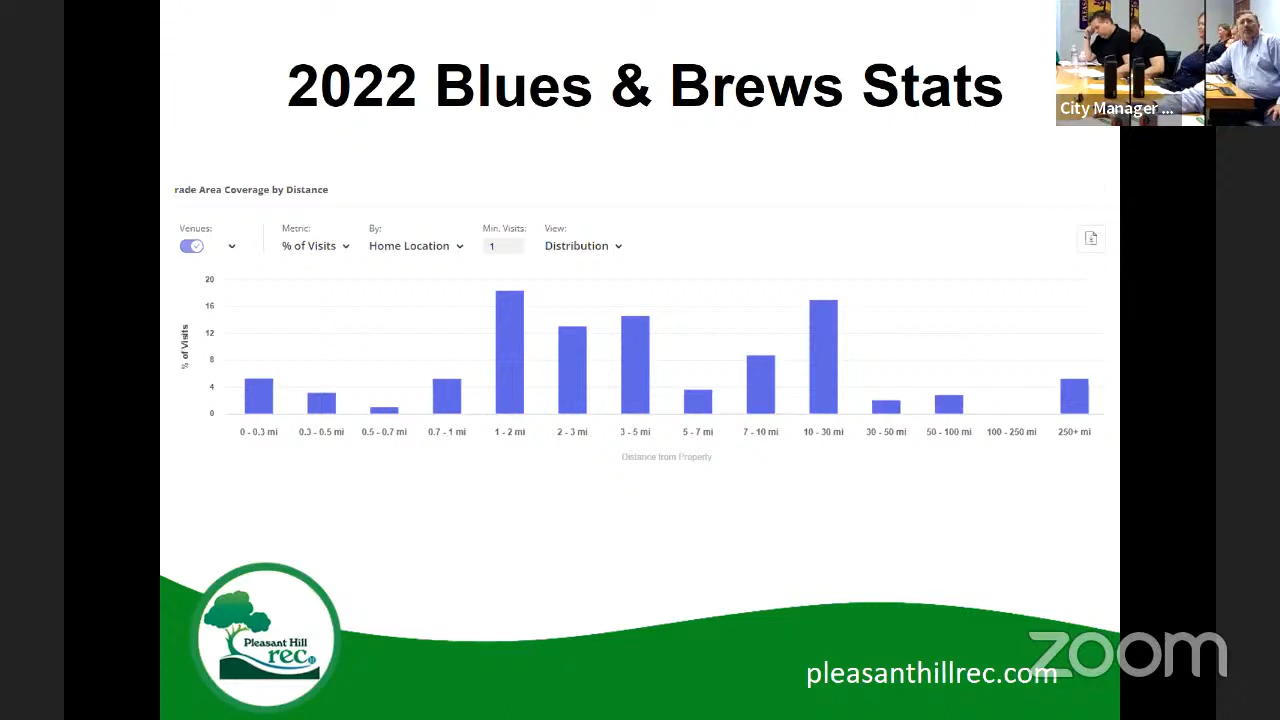 2022 Blues & Brews Stats
PLEASA
City Manager ...
rade Area Coverage by Distance
Venues:
Metric:
By:
Min. Visits:
View:
% of Visits
Home Location
1
Distribution
20
16
12
8
4
0
% of Visits
0 - 0.3 mi
0.3 - 0.5 mi
0.5 - 0.7 mi
0.7 - 1 mi
1 - 2 mi
2 - 3 mi
3 - 5 mi
5 - 7 mi
7 - 10 mi
10 - 30 mi
30 - 50 mi
50 - 100 mi
100 - 250 mi
250+ mi
Distance from Property
Pleasant Hill
rec
pleasanthillrec.com
zoom